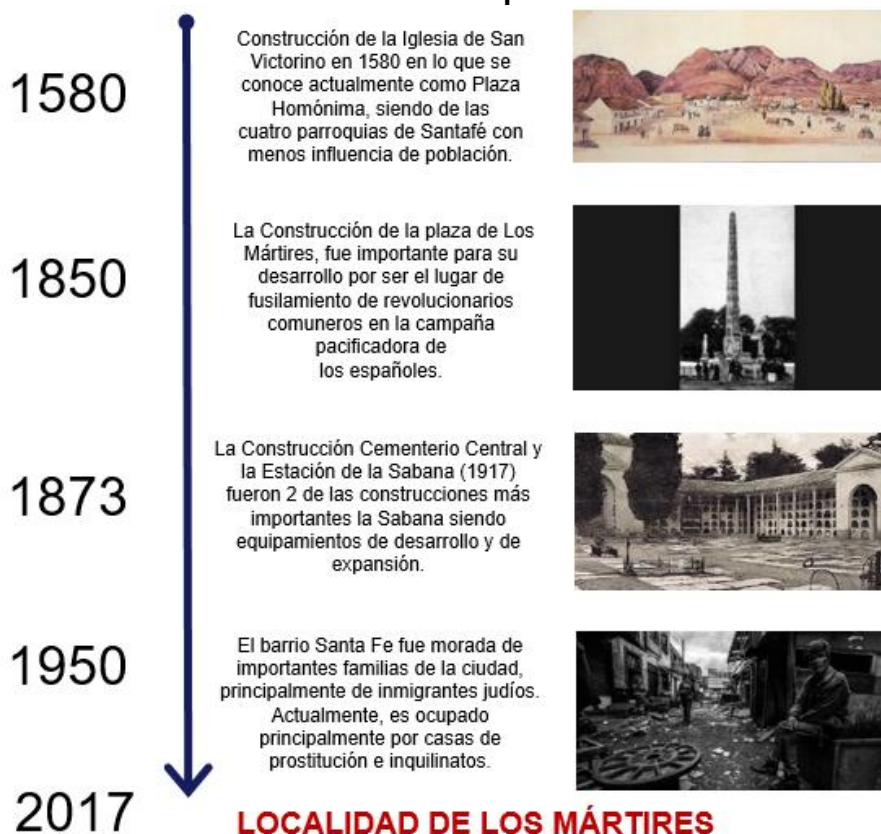 1580
Construcción de la Iglesia de San
Victorino en 1580 en lo que se
conoce actualmente como Plaza
Homónima, siendo de las
cuatro parroquias de Santafé con
menos influencia de población.
1850
La Construcción de la plaza de Los
Mártires, fue importante para su
desarrollo por ser el lugar de
fusilamiento de revolucionarios
comuneros en la campaña
pacificadora de
los españoles.
1873
La Construcción Cementerio Central y
la Estación de la Sabana (1917)
fueron 2 de las construcciones más
importantes la Sabana siendo
equipamientos de desarrollo y de
expansión.
1950
El barrio Santa Fe fue morada de
importantes familias de la ciudad,
principalmente de inmigrantes judíos.
Actualmente, es ocupado
principalmente por casas de
prostitución e inquilinatos.
2017
LOCALIDAD DE LOS MÁRTIRES